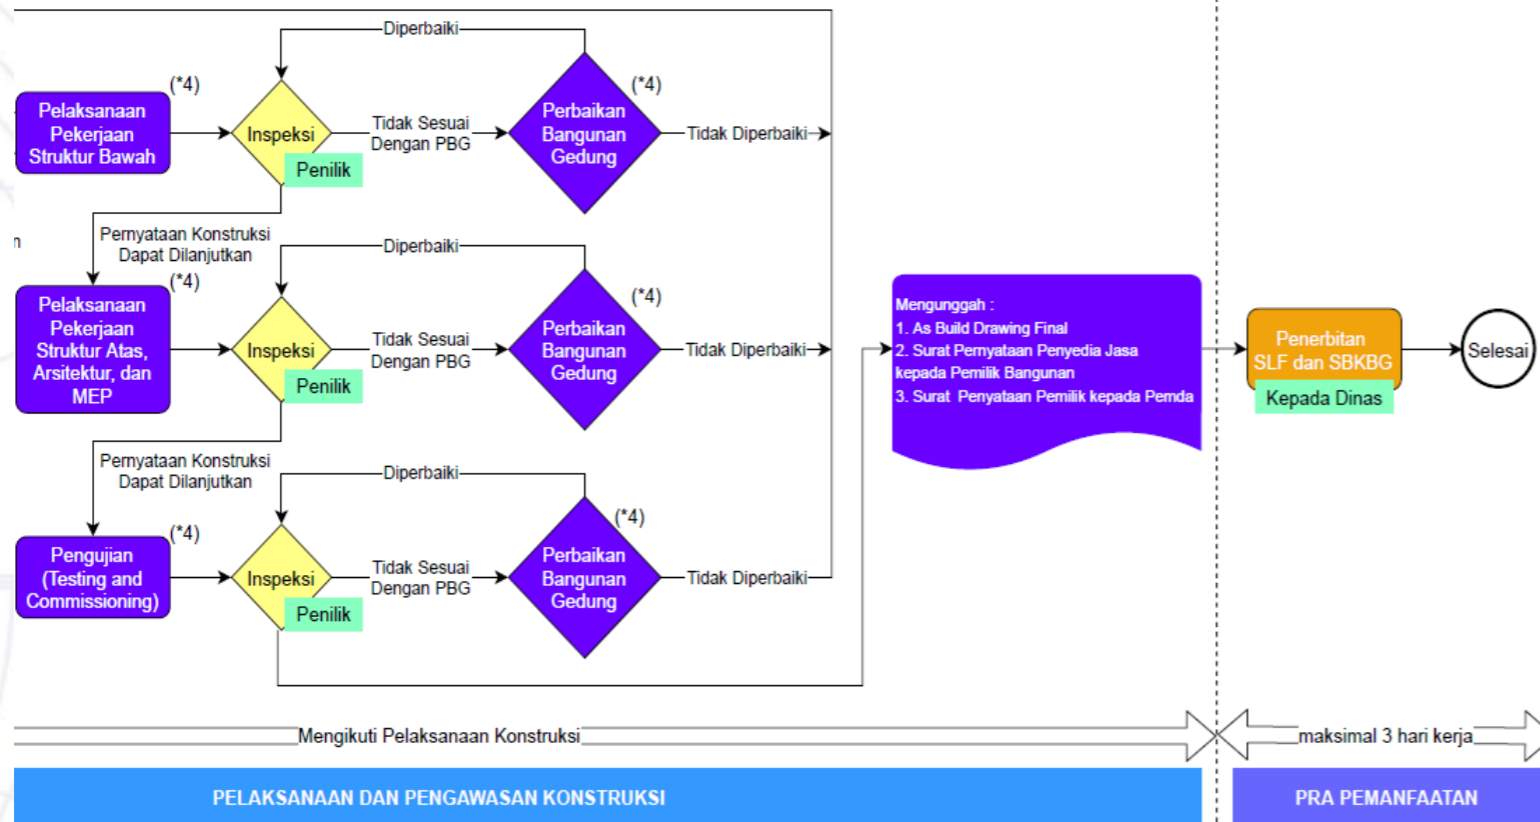 Diperbaiki
(*4)
(*4)
Pelaksanaan
Pekerjaan
Struktur Bawah
Inspeksi
Penilik
Tidak Sesuai
Dengan PBG
Perbaikan
Bangunan
Gedung
Tidak Diperbaiki
n
Pernyataan Konstruksi
Dapat Dilanjutkan
Diperbaiki
(*4)
(*4)
Pelaksanaan
Pekerjaan
Struktur Atas,
Arsitektur, dan
MEP
Inspeksi
Penilik
Tidak Sesuai
Dengan PBG
Perbaikan
Bangunan
Gedung
Tidak Diperbaiki
Pernyataan Konstruksi
Dapat Dilanjutkan
Diperbaiki
(*4)
(*4)
Pengujian
(Testing and
Commissioning)
Inspeksi
Penilik
Tidak Sesuai
Dengan PBG
Perbaikan
Bangunan
Gedung
Tidak Diperbaiki
Mengunggah :
1. As Build Drawing Final
2. Surat Pernyataan Penyedia Jasa
kepada Pemilik Bangunan
3. Surat Penyataan Pemilik kepada Pemda
Penerbitan
SLF dan SBKBG
Kepada Dinas
Selesai
Mengikuti Pelaksanaan Konstruksi
maksimal 3 hari kerja
PELAKSANAAN DAN PENGAWASAN KONSTRUKSI
PRA PEMANFAATAN